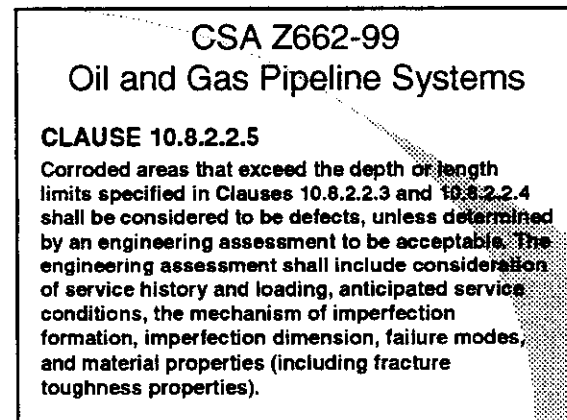 CSA Z662-99
Oil and Gas Pipeline Systems
CLAUSE 10.8.2.2.5
Corroded areas that exceed the depth or length
limits specified in Clauses 10.8.2.2.3 and 10.8.2.2.4
shall be considered to be defects, unless determined
by an engineering assessment to be acceptable. The
engineering assessment shall include consideration
of service history and loading, anticipated service
conditions, the mechanism of imperfection
formation, imperfection dimension, failure modes,
and material properties (including fracture
toughness properties).